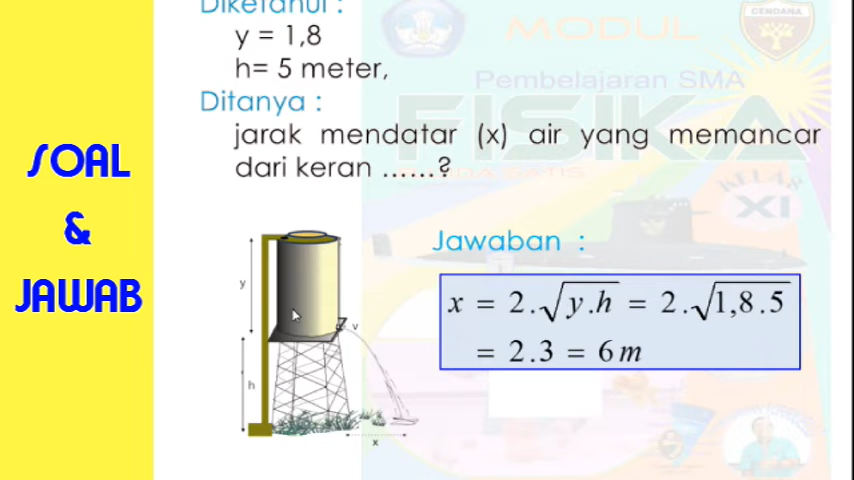 Diketahui :
y = 1,8
h= 5 meter,
Ditanya :
jarak mendatar (x) air yang memancar
dari keran ......?
SOAL
&
JAWAB
MODUL
Pembelajaran SMA
FISIKA
KELAS
XI
CENDANA
Jawaban :
x = 2.√y.h = 2.√1,8.5
= 2.3 = 6 m
y
v
h
x